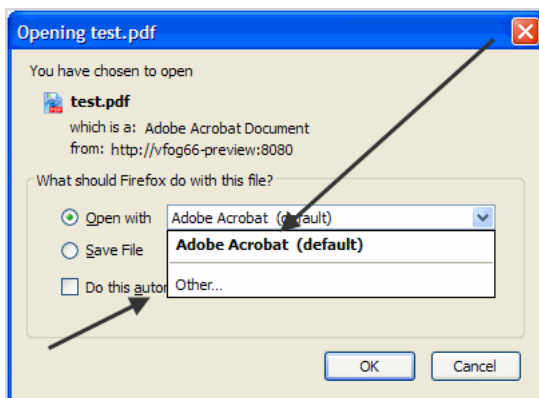 Opening test.pdf
You have chosen to open
test.pdf
which is a: Adobe Acrobat Document
from: http://vfog66-preview:8080
What should Firefox do with this file?
Open with Adobe Acrobat (default)
Save File Adobe Acrobat (default)
Do this Other...
OK Cancel